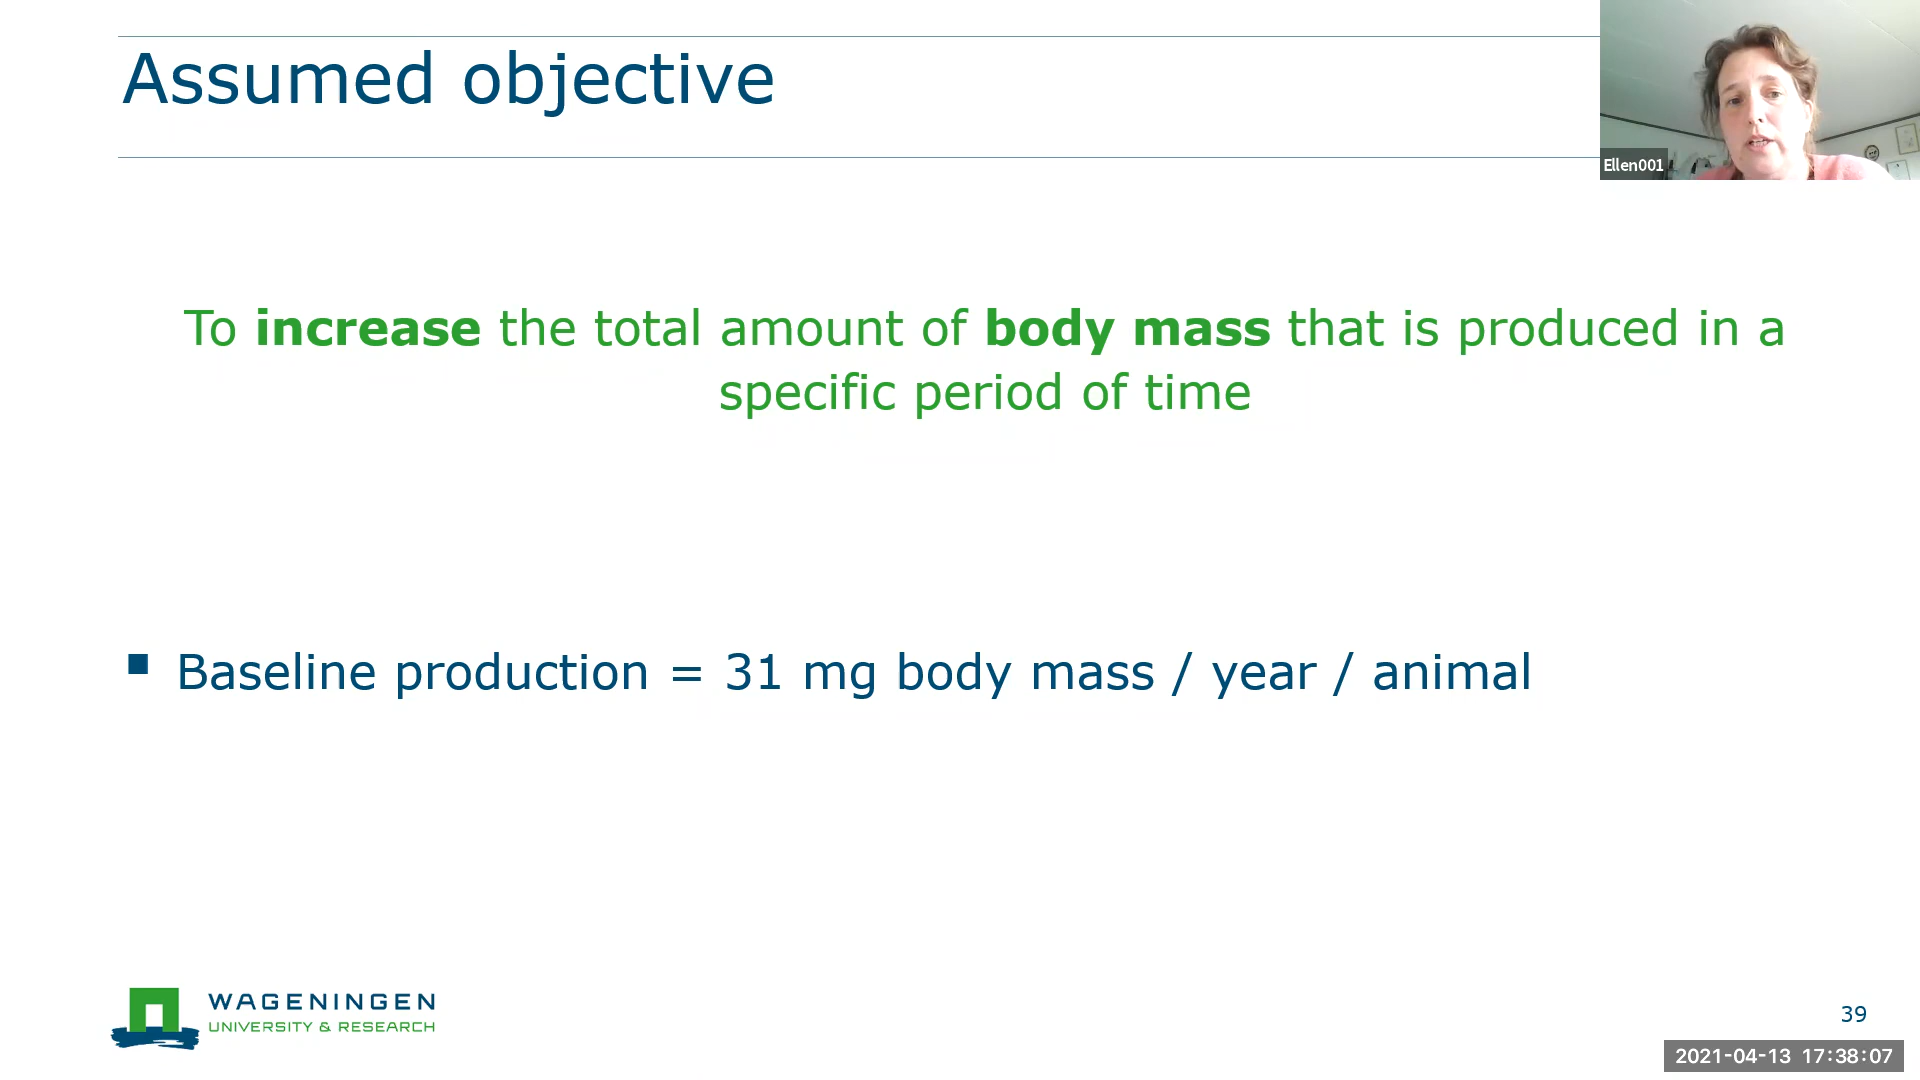 Assumed objective
Ellen001
To increase the total amount of body mass that is produced in a
specific period of time
■ Baseline production = 31 mg body mass / year / animal
WAGENINGEN
UNIVERSITY & RESEARCH
39
2021-04-13 17:38:07